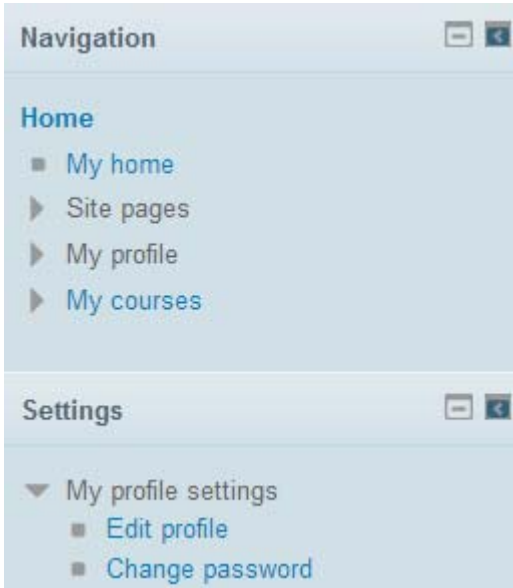 Navigation
Home
My home
Site pages
My profile
My courses
Settings
My profile settings
Edit profile
Change password